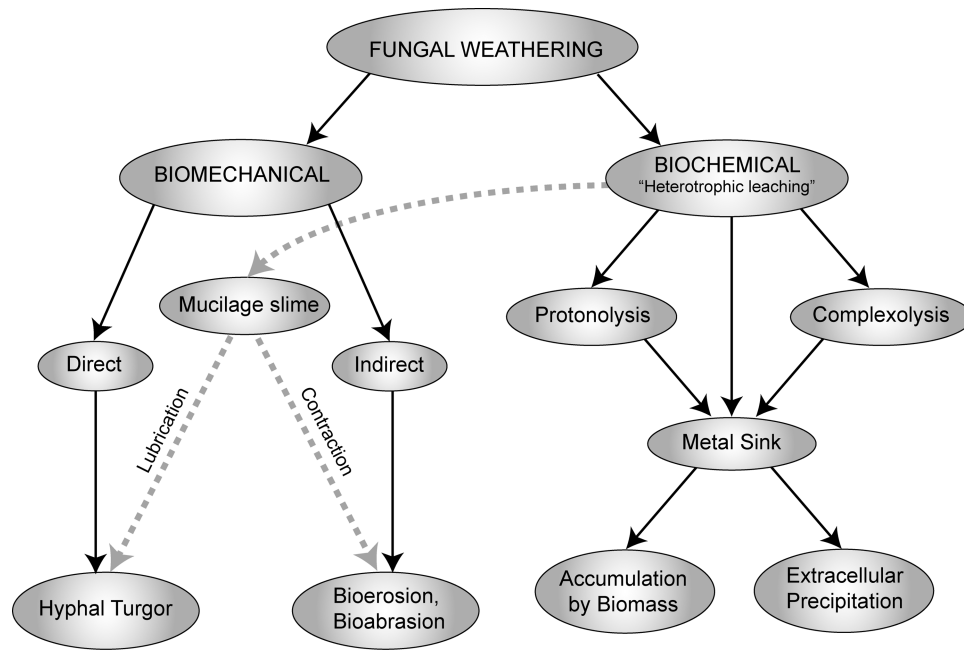 FUNGAL WEATHERING
BIOMECHANICAL
BIOCHEMICAL
“Heterotrophic leaching”
Mucilage slime
Protonolysis
Complexolysis
Direct
Indirect
Lubrication
Contraction
Metal Sink
Hyphal Turgor
Bioerosion,
Bioabrasion
Accumulation
by Biomass
Extracellular
Precipitation